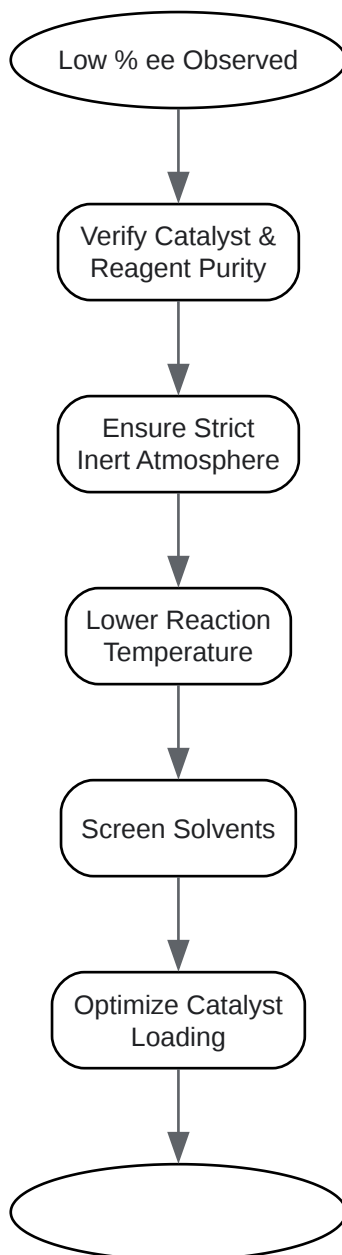 Low % ee Observed
Verify Catalyst &
Reagent Purity
Ensure Strict
Inert Atmosphere
Lower Reaction
Temperature
Screen Solvents
Optimize Catalyst
Loading